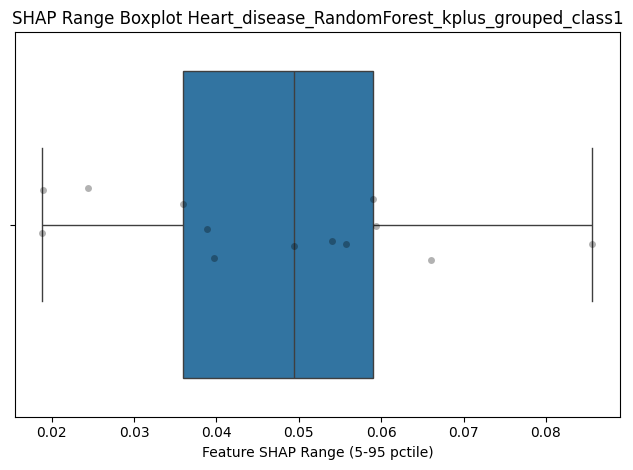 SHAP Range Boxplot Heart_disease_RandomForest_kplus_grouped_class1
0.02 0.03 0.04 0.05 0.06 0.07 0.08
Feature SHAP Range (5-95 pctile)